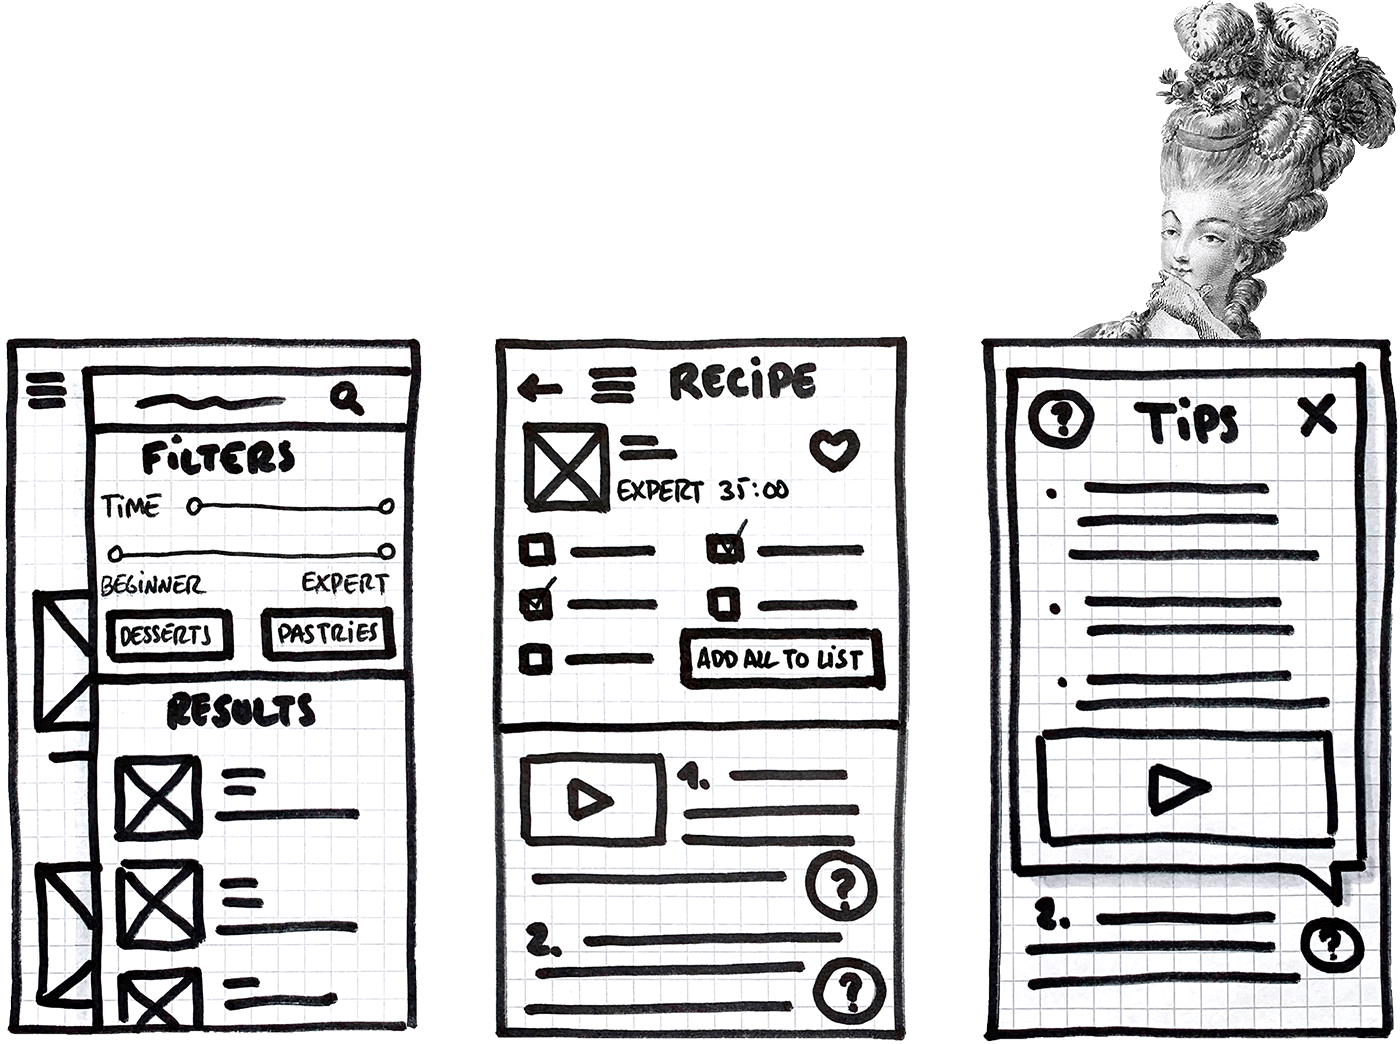 FiLTERS
TiME
BEGiNNER EXPERT
DESSERTS PASTRiES
RESULTS
RECiPE
EXPERT 35:00
ADD ALL TO LiST
1.
?
2.
?
? TiPS X
2.
?